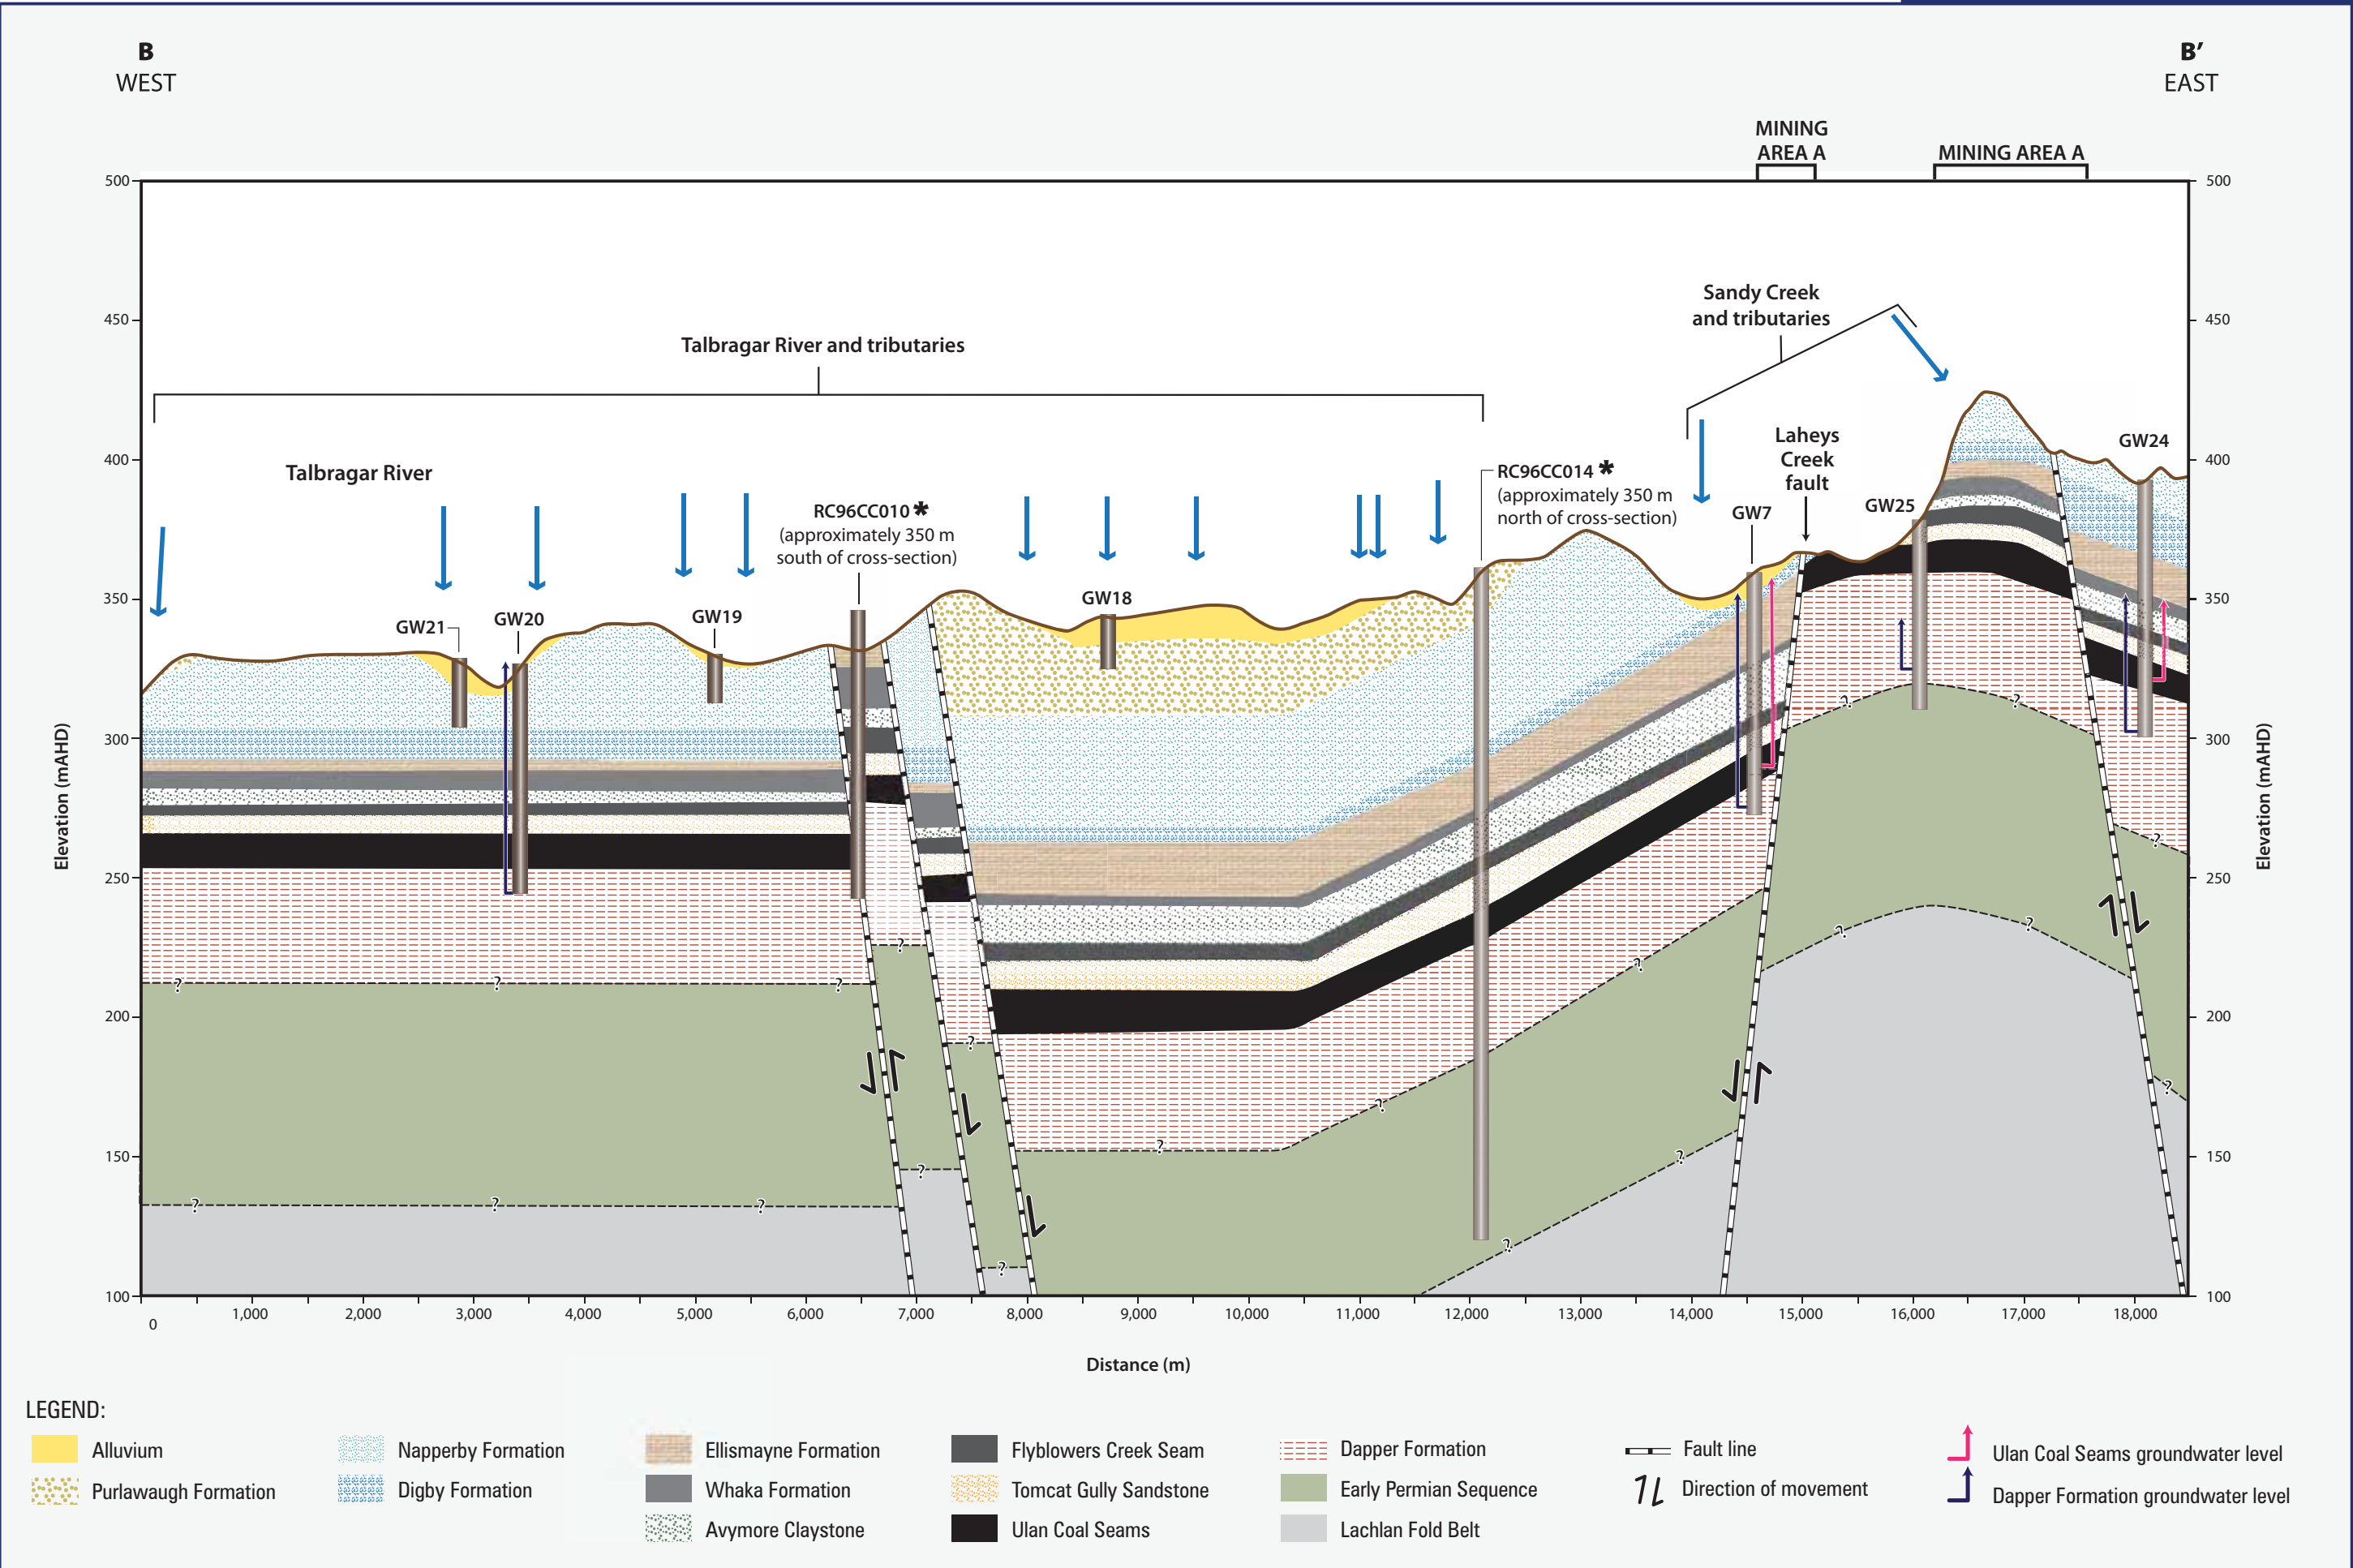 B
WEST
B’
EAST
MINING
AREA A
MINING AREA A
500
450
400
350
300
250
200
150
100
Elevation (mAHD)
500
450
400
350
300
250
200
150
100
Elevation (mAHD)
Sandy Creek
and tributaries
Talbragar River and tributaries
Talbragar River
Laheys
Creek
fault
GW24
RC96CC014 *
(approximately 350 m
north of cross-section)
RC96CC010 *
(approximately 350 m
south of cross-section)
GW7
GW25
GW21
GW20
GW19
GW18
? ? ? ? ? ? ? ? ? ? ? ?
? ? ? ? ? ? ? ? ? ? ? ?
0
1,000
2,000
3,000
4,000
5,000
6,000
7,000
8,000
9,000
10,000
11,000
12,000
13,000
14,000
15,000
16,000
17,000
18,000
Distance (m)
LEGEND:
Alluvium
Purlawaugh Formation
Napperby Formation
Digby Formation
Ellismayne Formation
Whaka Formation
Avymore Claystone
Flyblowers Creek Seam
Tomcat Gully Sandstone
Ulan Coal Seams
Dapper Formation
Early Permian Sequence
Lachlan Fold Belt
Fault line
Direction of movement
Ulan Coal Seams groundwater level
Dapper Formation groundwater level